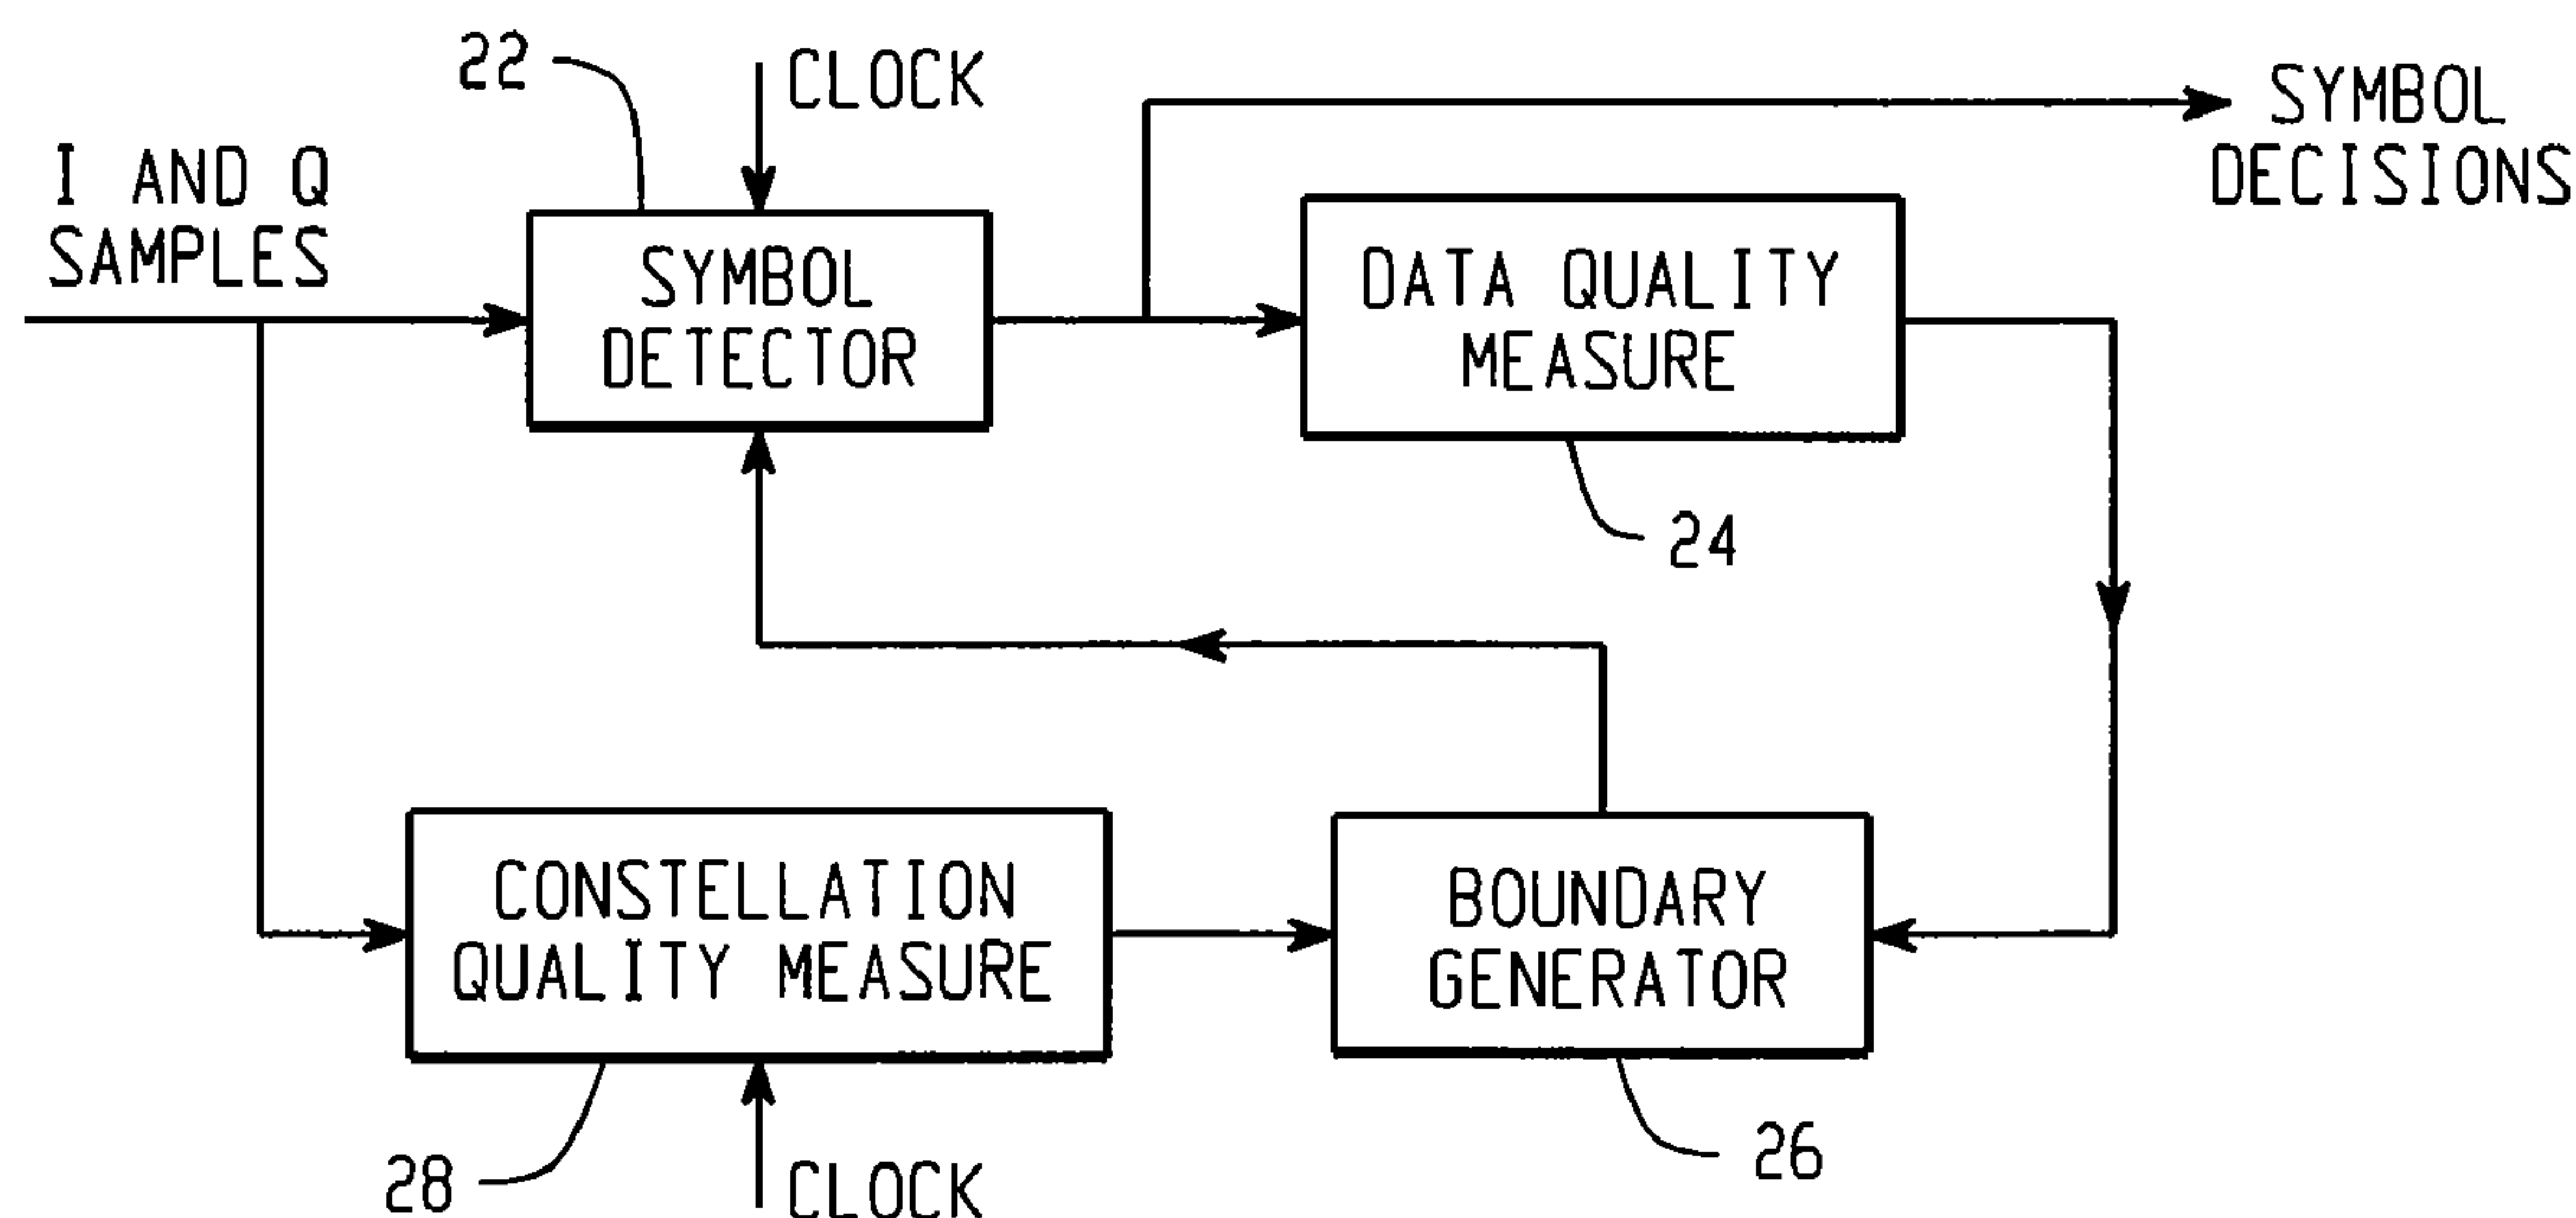 22
CLOCK
SYMBOL
DECISIONS
I AND Q
SAMPLES
SYMBOL
DETECTOR
DATA QUALITY
MEASURE
24
CONSTELLATION
QUALITY MEASURE
BOUNDARY
GENERATOR
28
CLOCK
26